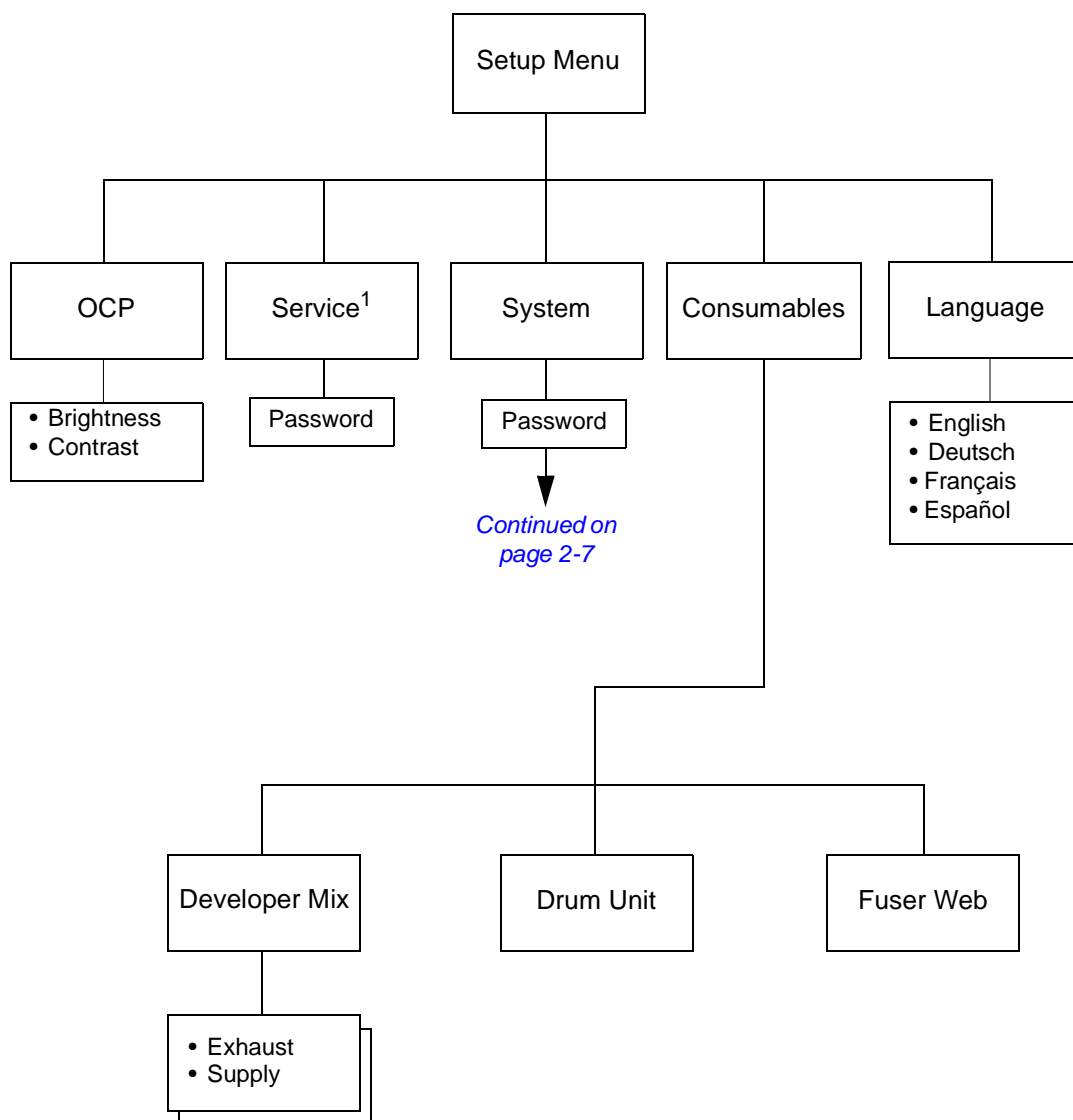 Setup Menu
OCP
Service1
System
Consumables
Language
• Brightness
• Contrast
Password
Password
• English
• Deutsch
• Français
• Español
Continued on
page 2-7
Developer Mix
Drum Unit
Fuser Web
• Exhaust
• Supply